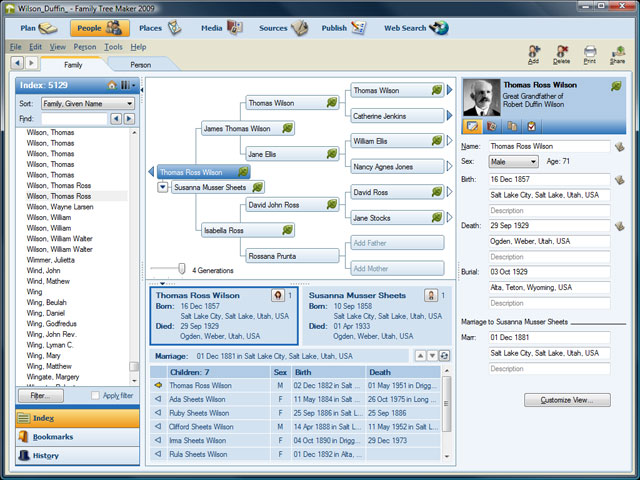 Wilson_Duffin_ - Family Tree Maker 2009
Plan People Places Media Sources Publish Web Search
File Edit View Person Tools Help
Add Delete Print Share
Family Person
Index: 5129
Sort: Family, Given Name
Find:
Wilson, Thomas
Wilson, Thomas
Wilson, Thomas
Wilson, Thomas
Wilson, Thomas
Wilson, Thomas Ross
Wilson, Thomas Ross
Wilson, Wayne Larsen
Wilson, William
Wilson, William
Wilson, William Walter
Wilson, William Walter
Wimmer, Julietta
Wind, John
Wind, Mathew
Wing
Wing, Beulah
Wing, Daniel
Wing, Godfredus
Wing, John Rev.
Wing, Lyman C.
Wing, Mary
Wing, Matthew
Wingate, Margery
Filter... Apply filter
Index
Bookmarks
History
Thomas Wilson
Thomas Wilson
Catherine Jenkins
James Thomas Wilson
William Ellis
Jane Ellis
Nancy Agnes Jones
Thomas Ross Wilson
Susanna Musser Sheets
David Ross
David John Ross
Jane Stocks
Isabella Ross
Add Father
Rossana Prunta
Add Mother
4 Generations
Thomas Ross Wilson 1
Born: 16 Dec 1857
Salt Lake City, Salt Lake, Utah, USA
Died: 29 Sep 1929
Ogden, Weber, Utah, USA
Susanna Musser Sheets 1
Born: 10 Sep 1858
Salt Lake City, Salt Lake, Utah, USA
Died: 01 Apr 1933
Ogden, Weber, Utah, USA
Marriage: 01 Dec 1881 in Salt Lake City, Salt Lake, Utah, USA
Children: 7 Sex Birth Death
Thomas Ross Wilson M 02 Dec 1882 in Salt ... 01 May 1951 in Drigg...
Ada Sheets Wilson F 11 May 1884 in Salt ... 26 Oct 1975 in Long ...
Ruby Sheets Wilson F 25 Sep 1886 in Salt L... 25 Sep 1886
Clifford Sheets Wilson M 14 Apr 1888 in Salt L... 11 May 1952 in Salt L...
Irma Sheets Wilson F 04 Oct 1890 in Drigg... 29 Dec 1973
Rula Sheets Wilson F 01 Dec 1892 in Alta, ...
Thomas Ross Wilson
Great Grandfather of
Robert Duffin Wilson
Name: Thomas Ross Wilson
Sex: Male Age: 71
Birth: 16 Dec 1857
Salt Lake City, Salt Lake, Utah, USA
Description
Death: 29 Sep 1929
Ogden, Weber, Utah, USA
Description
Burial: 03 Oct 1929
Alta, Teton, Wyoming, USA
Description
Marriage to Susanna Musser Sheets
Marr: 01 Dec 1881
Salt Lake City, Salt Lake, Utah, USA
Description
Customize View...